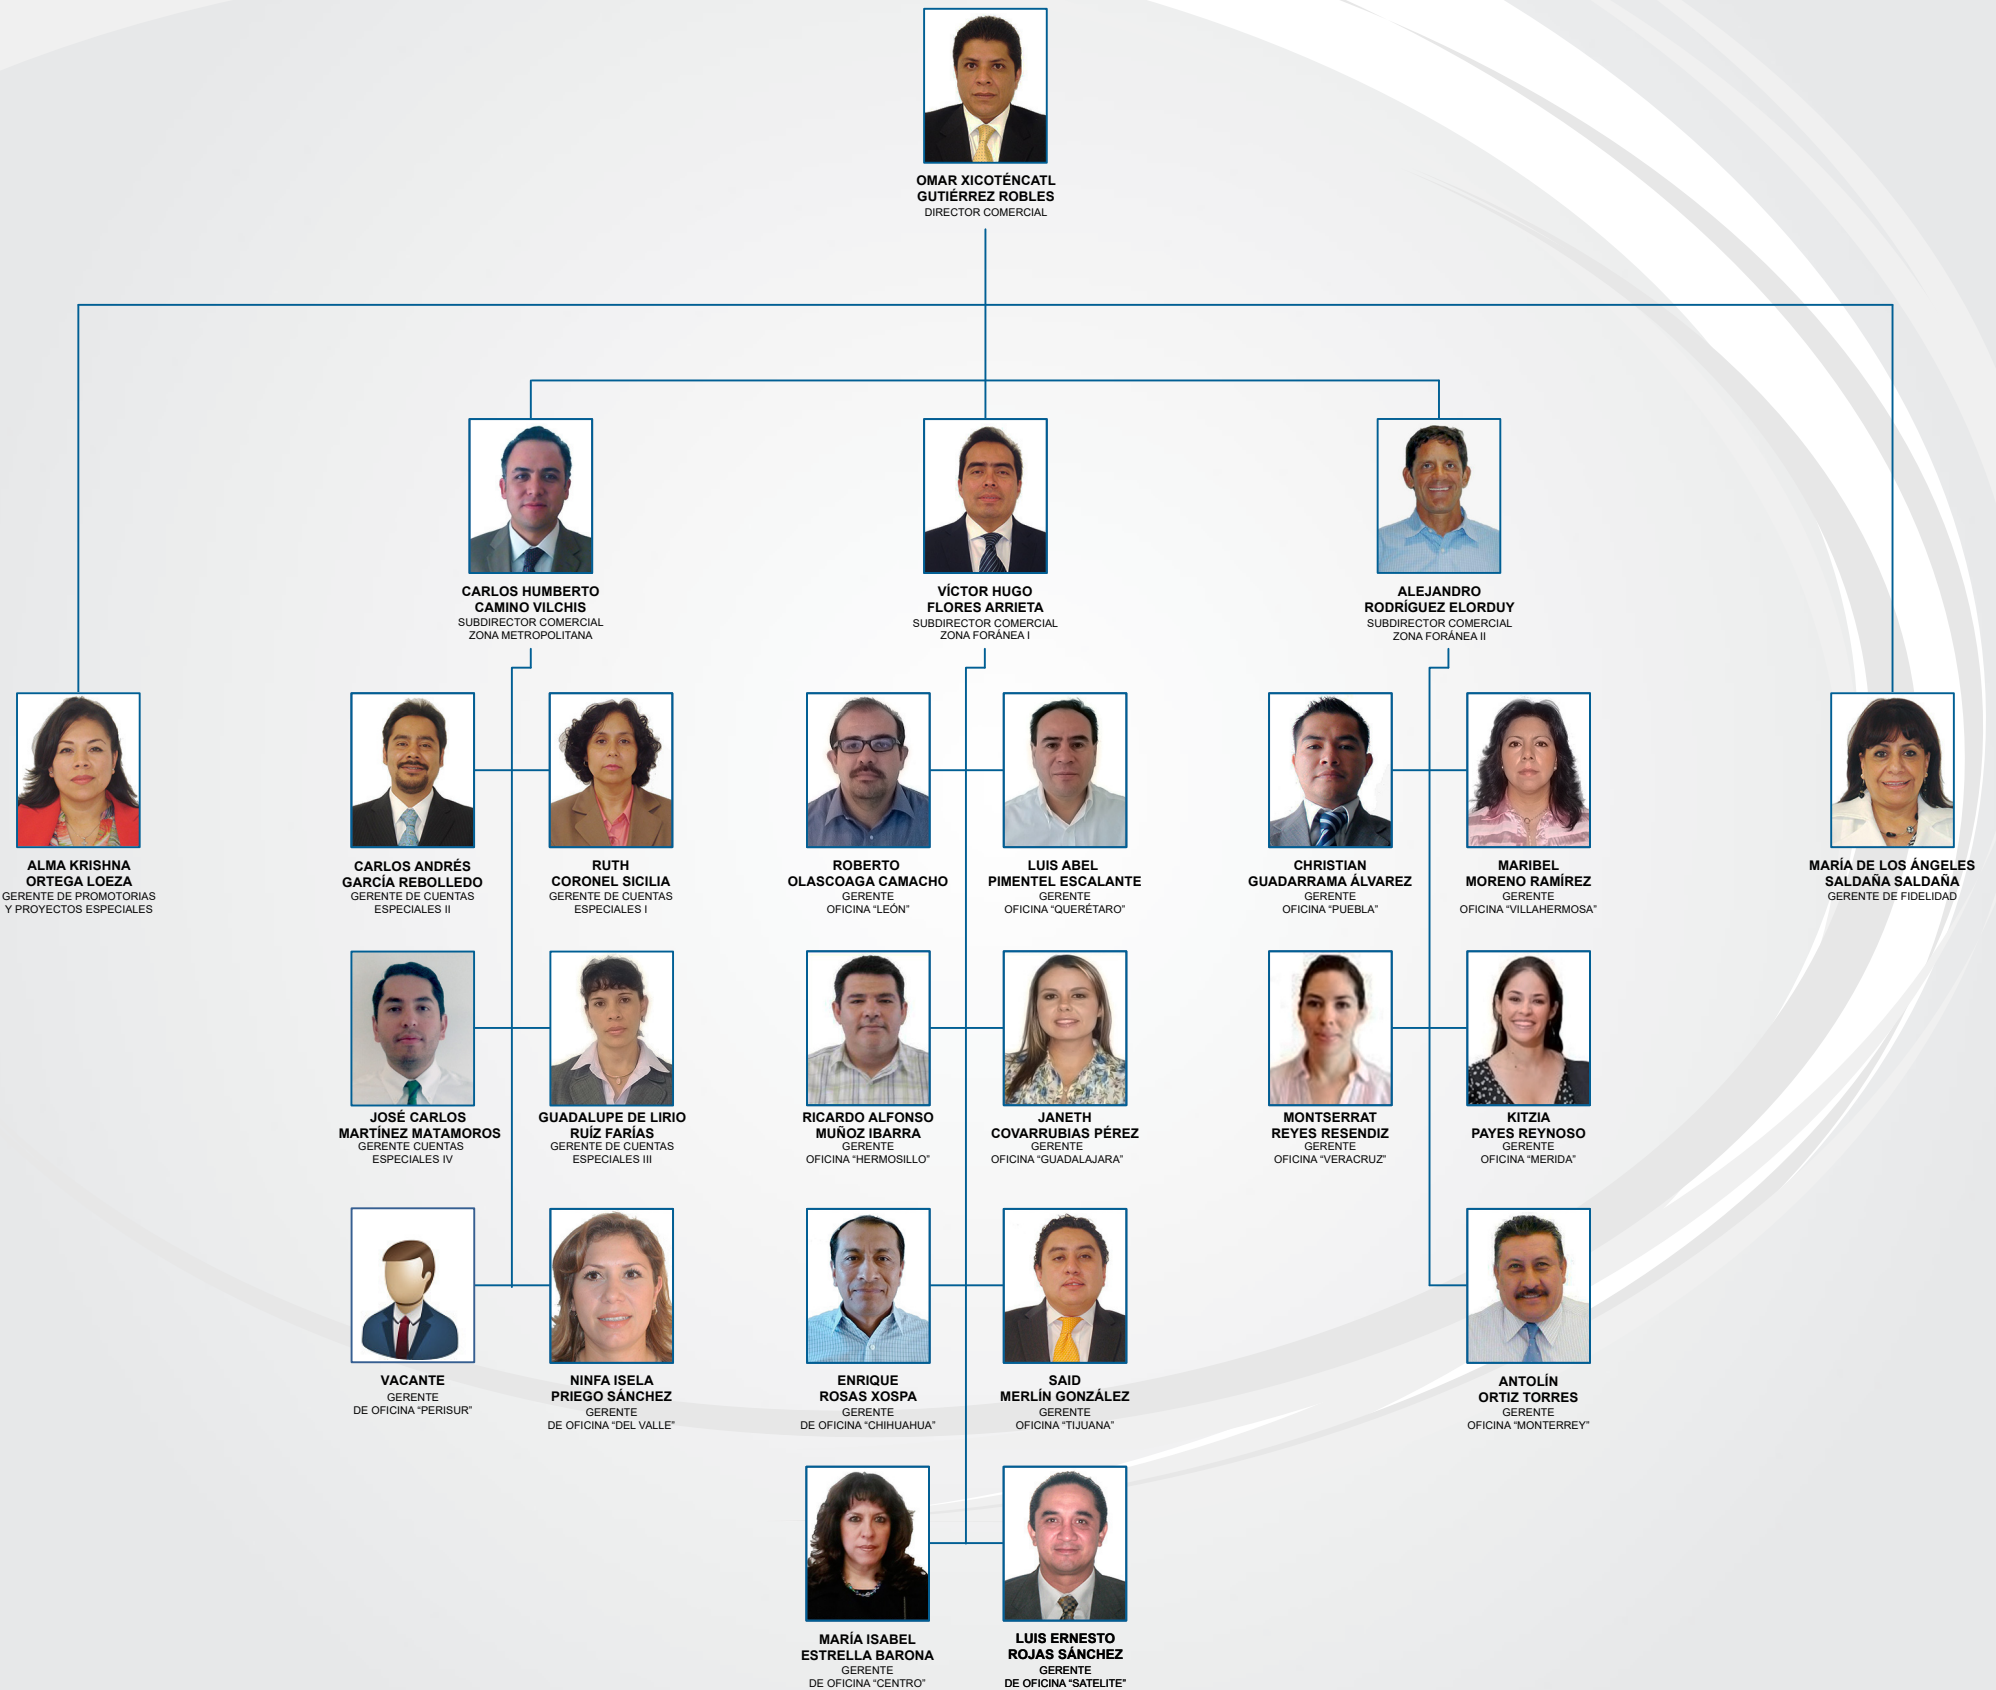 OMAR XICOTÉNCATL
GUTIÉRREZ ROBLES
DIRECTOR COMERCIAL
CARLOS HUMBERTO
CAMINO VILCHIS
SUBDIRECTOR COMERCIAL
ZONA METROPOLITANA
VÍCTOR HUGO
FLORES ARRIETA
SUBDIRECTOR COMERCIAL
ZONA FORÁNEA I
ALEJANDRO
RODRÍGUEZ ELORDUY
SUBDIRECTOR COMERCIAL
ZONA FORÁNEA II
ALMA KRISHNA
ORTEGA LOEZA
GERENTE DE PROMOTORIAS
Y PROYECTOS ESPECIALES
CARLOS ANDRÉS
GARCÍA REBOLLEDO
GERENTE DE CUENTAS
ESPECIALES II
RUTH
CORONEL SICILIA
GERENTE DE CUENTAS
ESPECIALES I
ROBERTO
OLASCOAGA CAMACHO
GERENTE
OFICINA “LEÓN”
LUIS ABEL
PIMENTEL ESCALANTE
GERENTE
OFICINA “QUERÉTARO”
CHRISTIAN
GUADARRAMA ÁLVAREZ
GERENTE
OFICINA “PUEBLA”
MARIBEL
MORENO RAMÍREZ
GERENTE
OFICINA “VILLAHERMOSA”
MARÍA DE LOS ÁNGELES
SALDAÑA SALDAÑA
GERENTE DE FIDELIDAD
JOSÉ CARLOS
MARTÍNEZ MATAMOROS
GERENTE CUENTAS
ESPECIALES IV
GUADALUPE DE LIRIO
RUÍZ FARÍAS
GERENTE DE CUENTAS
ESPECIALES III
RICARDO ALFONSO
MUÑOZ IBARRA
GERENTE
OFICINA “HERMOSILLO”
JANETH
COVARRUBIAS PÉREZ
GERENTE
OFICINA “GUADALAJARA”
MONTSERRAT
REYES RESENDIZ
GERENTE
OFICINA “VERACRUZ”
KITZIA
PAYES REYNOSO
GERENTE
OFICINA “MERIDA”
VACANTE
GERENTE
DE OFICINA “PERISUR”
NINFA ISELA
PRIEGO SÁNCHEZ
GERENTE
DE OFICINA “DEL VALLE”
ENRIQUE
ROSAS XOSPA
GERENTE
DE OFICINA “CHIHUAHUA”
SAID
MERLÍN GONZÁLEZ
GERENTE
OFICINA “TIJUANA”
ANTOLÍN
ORTIZ TORRES
GERENTE
OFICINA “MONTERREY”
MARÍA ISABEL
ESTRELLA BARONA
GERENTE
DE OFICINA “CENTRO”
LUIS ERNESTO
ROJAS SÁNCHEZ
GERENTE
DE OFICINA “SATELITE”